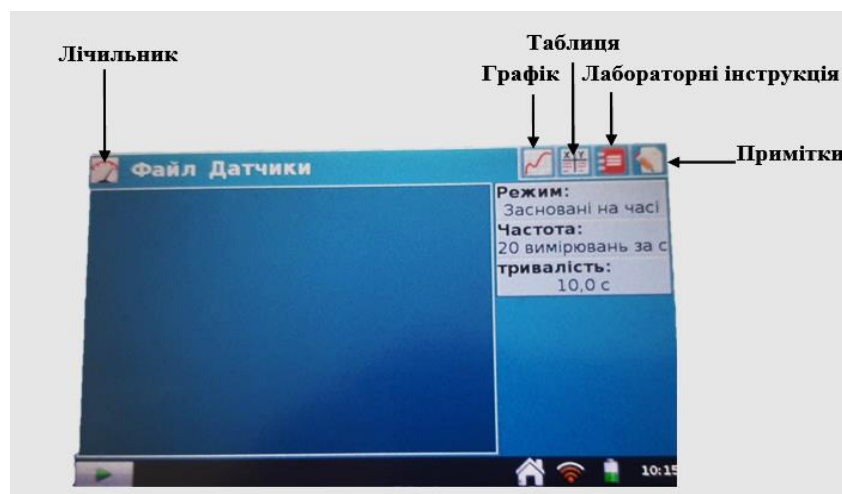 Лічильник
Таблиця
Графік
Лабораторні інструкція
Примітки
Файл Датчики
X Y
Режим:
Засновані на часі
Частота:
20 вимірювань за с
тривалість:
10,0 с
10:15